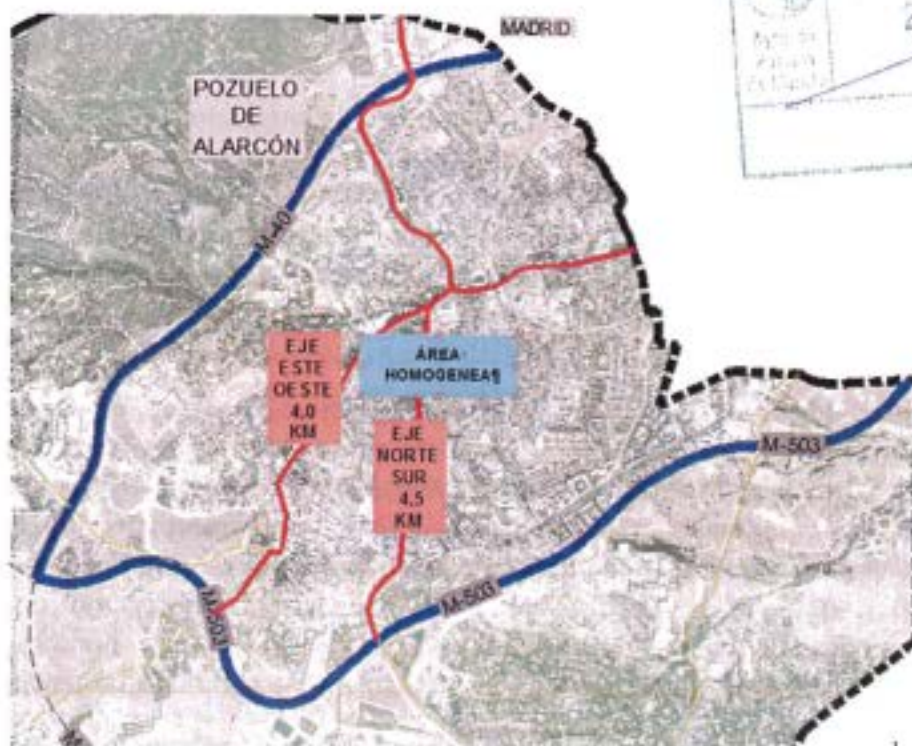 MADRID
POZUELO
DE
ALARCÓN
M-40
EJE
ESTE
OESTE
4,0
KM
ÁREA
HOMOGENEA¶
EJE
NORTE
SUR
4,5
KM
M-503
M-503
M-503